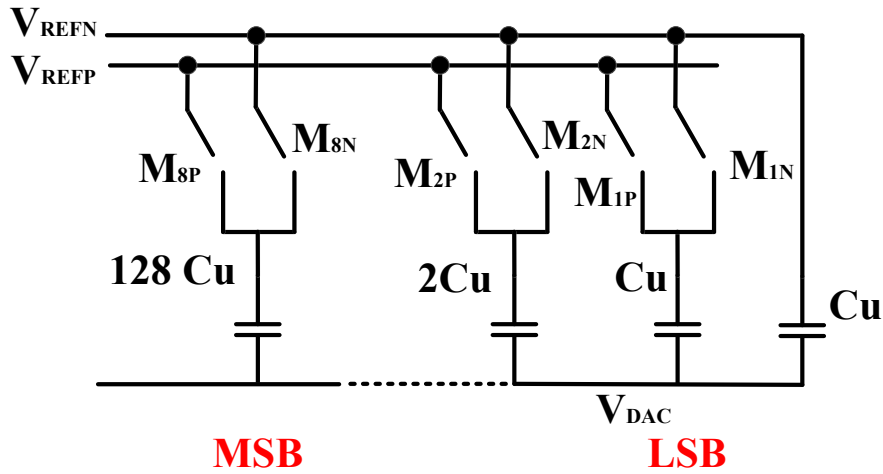 VREFN
VREFP
M8P
M8N
M2P
M2N
M1P
M1N
128 Cu
2Cu
Cu
Cu
VDAC
MSB
LSB